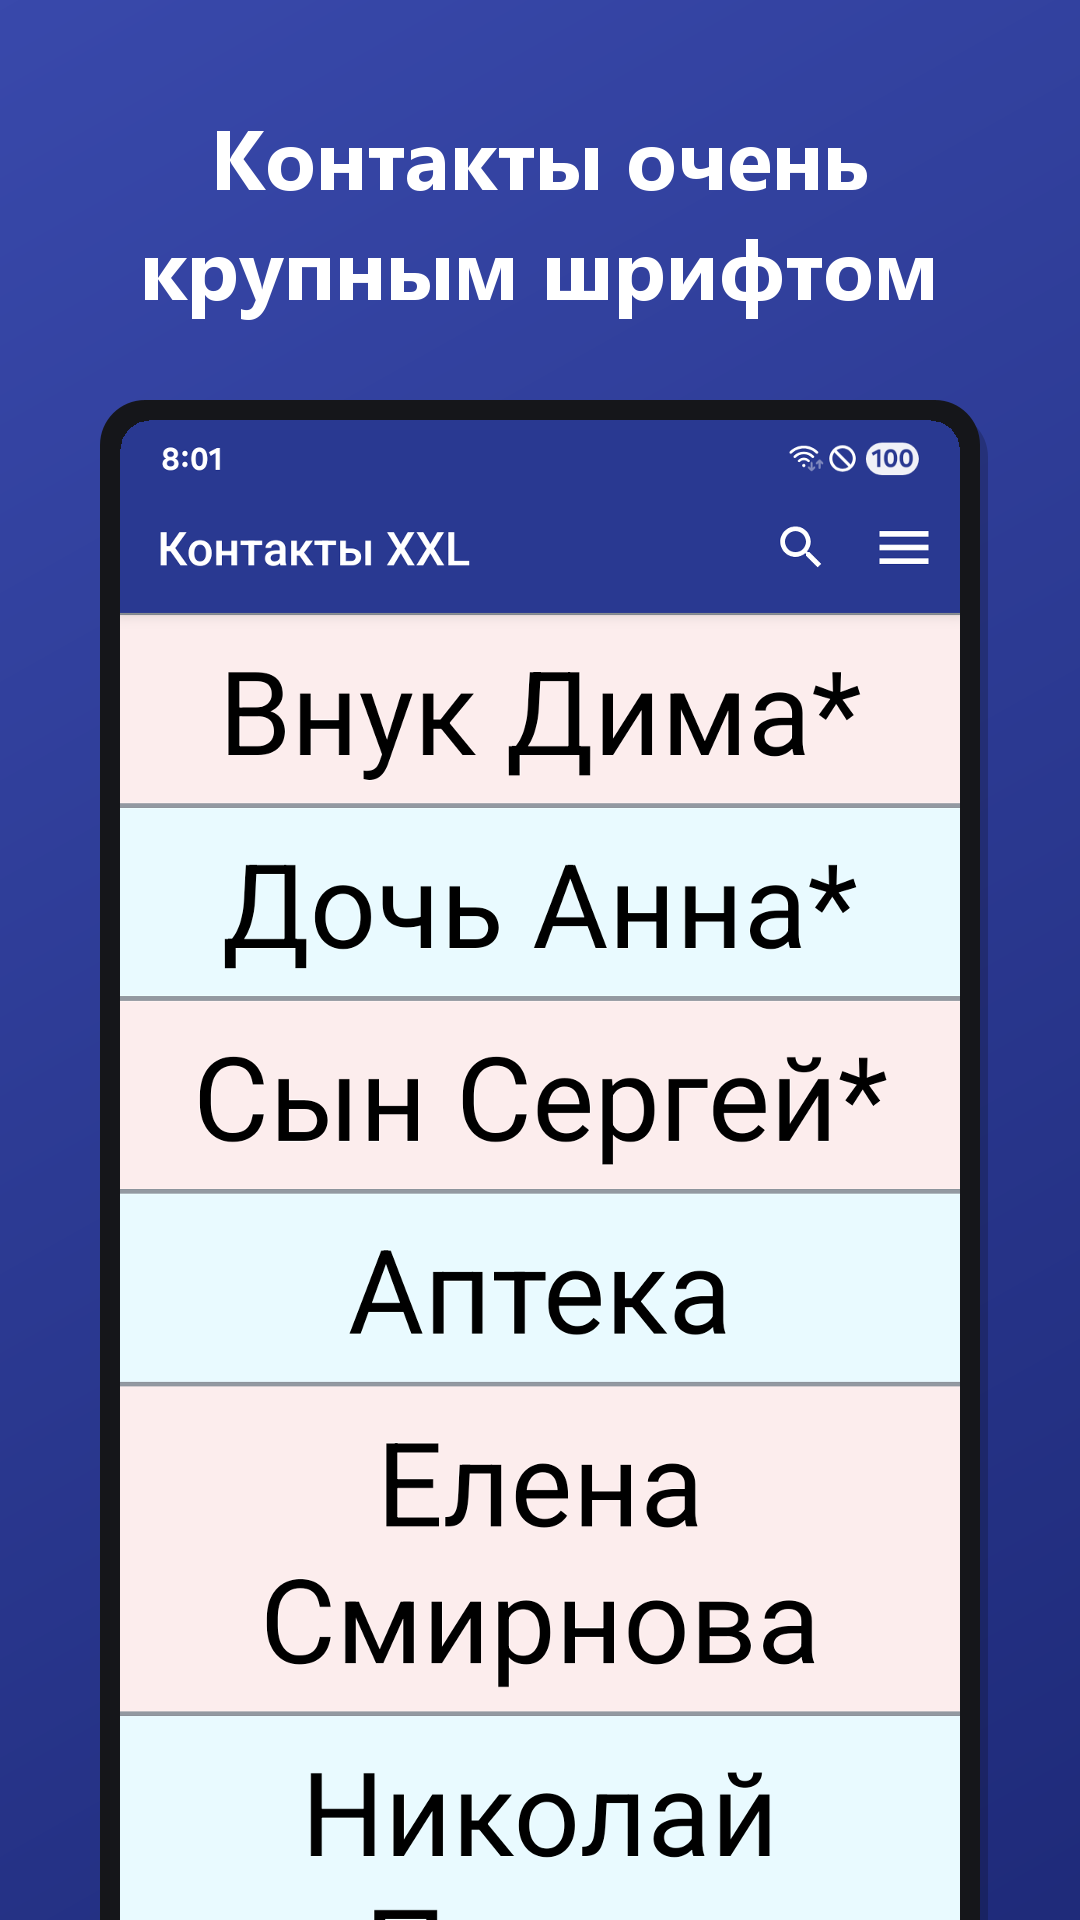 Контакты очень
крупным шрифтом
8:01
100
Контакты XXL
Внук Дима*
Дочь Анна*
Сын Сергей*
Аптека
Елена
Смирнова
Николай